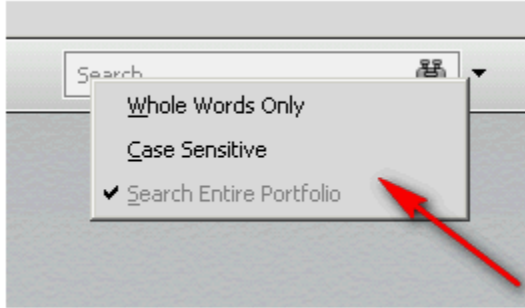 Search
Whole Words Only
Case Sensitive
Search Entire Portfolio